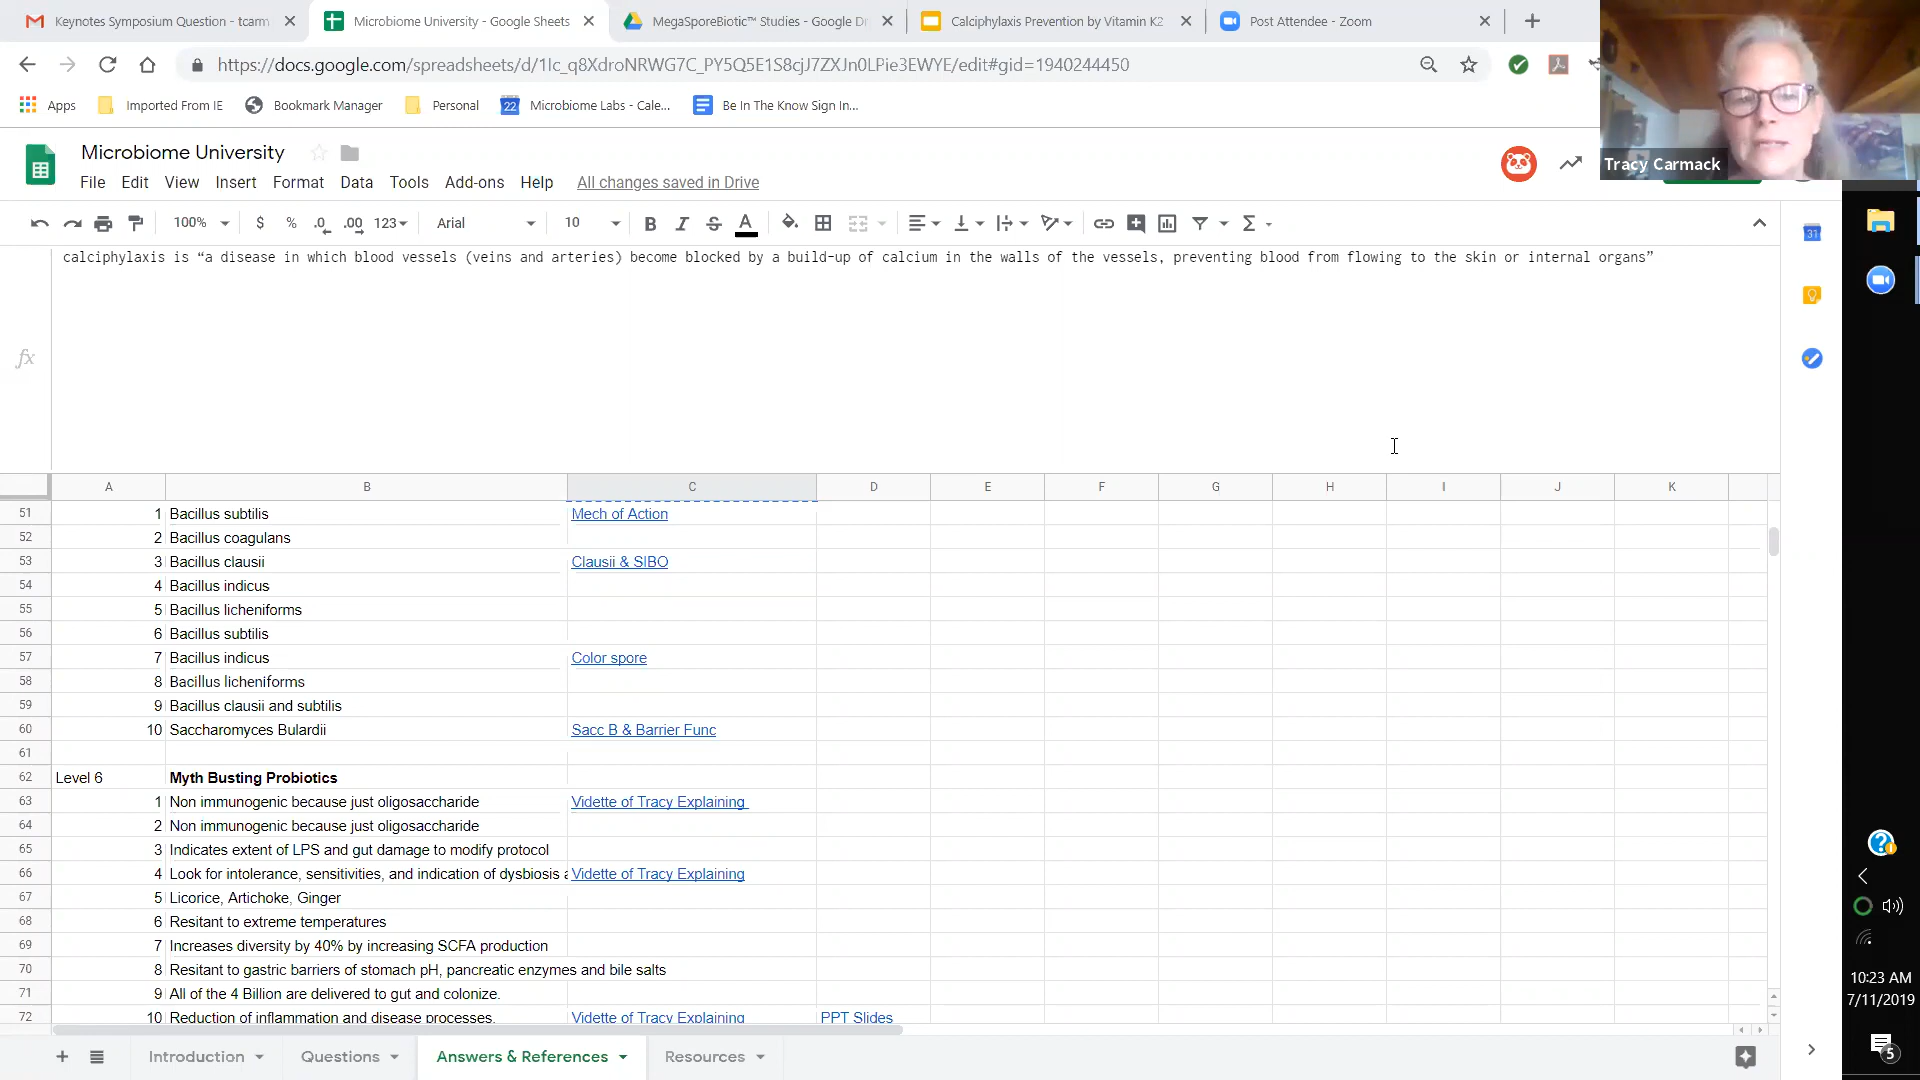 Keynotes Symposium Question - tcarm
Microbiome University - Google Sheets
MegaSporeBiotic™ Studies - Google Dr
Calciphylaxis Prevention by Vitamin K2
Post Attendee - Zoom
https://docs.google.com/spreadsheets/d/1Ic_q8XdroNRWG7C_PY5Q5E1S8cjJ7ZXJn0LPie3EWYE/edit#gid=1940244450
Apps
Imported From IE
Bookmark Manager
Personal
22
Microbiome Labs - Cale...
Be In The Know Sign In...
Tracy Carmack
Microbiome University
File Edit View Insert Format Data Tools Add-ons Help All changes saved in Drive
100% $ % .0 .00 123 Arial 10 B I S A
31
calciphylaxis is “a disease in which blood vessels (veins and arteries) become blocked by a build-up of calcium in the walls of the vessels, preventing blood from flowing to the skin or internal organs”
fx
A B C D E F G H I J K
51 1 Bacillus subtilis Mech of Action
52 2 Bacillus coagulans
53 3 Bacillus clausii Clausii & SIBO
54 4 Bacillus indicus
55 5 Bacillus licheniforms
56 6 Bacillus subtilis
57 7 Bacillus indicus Color spore
58 8 Bacillus licheniforms
59 9 Bacillus clausii and subtilis
60 10 Saccharomyces Bulardii Sacc B & Barrier Func
61
62 Level 6 Myth Busting Probiotics
63 1 Non immunogenic because just oligosaccharide Vidette of Tracy Explaining
64 2 Non immunogenic because just oligosaccharide
65 3 Indicates extent of LPS and gut damage to modify protocol
66 4 Look for intolerance, sensitivities, and indication of dysbiosis a Vidette of Tracy Explaining
67 5 Licorice, Artichoke, Ginger
68 6 Resitant to extreme temperatures
69 7 Increases diversity by 40% by increasing SCFA production
70 8 Resitant to gastric barriers of stomach pH, pancreatic enzymes and bile salts
71 9 All of the 4 Billion are delivered to gut and colonize.
72 10 Reduction of inflammation and disease processes. Vidette of Tracy Explaining PPT Slides
Introduction
Questions
Answers & References
Resources
10:23 AM
7/11/2019
5